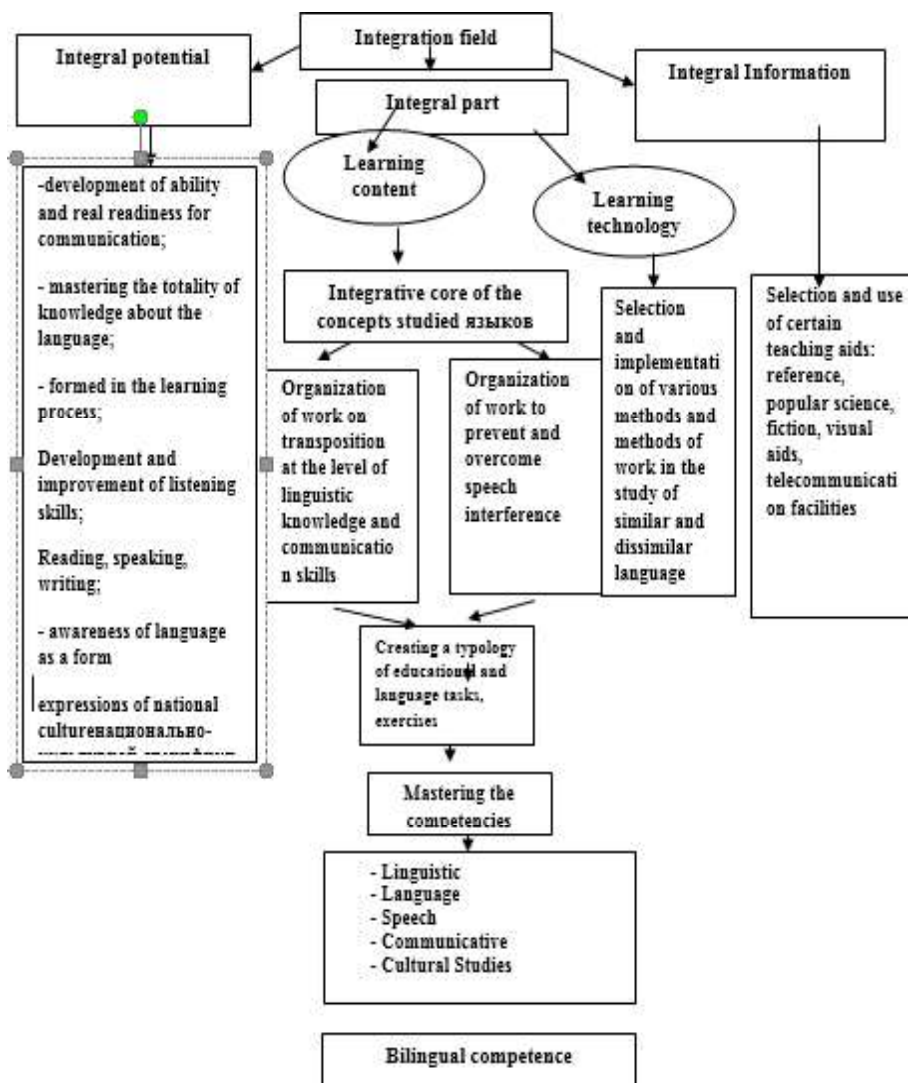 Integration field
Integral potential
Integral Information
Integral part
Learning
content
Learning
technology
-development of ability
and real readiness for
communication;
- mastering the totality of
knowledge about the
language;
- formed in the learning
process;
Development and
improvement of listening
skills;
Reading, speaking,
writing;
- awareness of language
as a form
expressions of national
cultureнационально-
Integrative core of the
concepts studied языков
Organization
of work on
transposition
at the level of
linguistic
knowledge and
communicatio
n skills
Organization
of work to
prevent and
overcome
speech
interference
Selection
and
implementati
on of various
methods and
methods of
work in the
study of
similar and
dissimilar
language
Selection and use
of certain
teaching aids:
reference,
popular science,
fiction, visual
aids,
telecommunicati
on facilities
Creating a typology
of educational and
language tasks,
exercises
Mastering the
competencies
- Linguistic
- Language
- Speech
- Communicative
- Cultural Studies
Bilingual competence